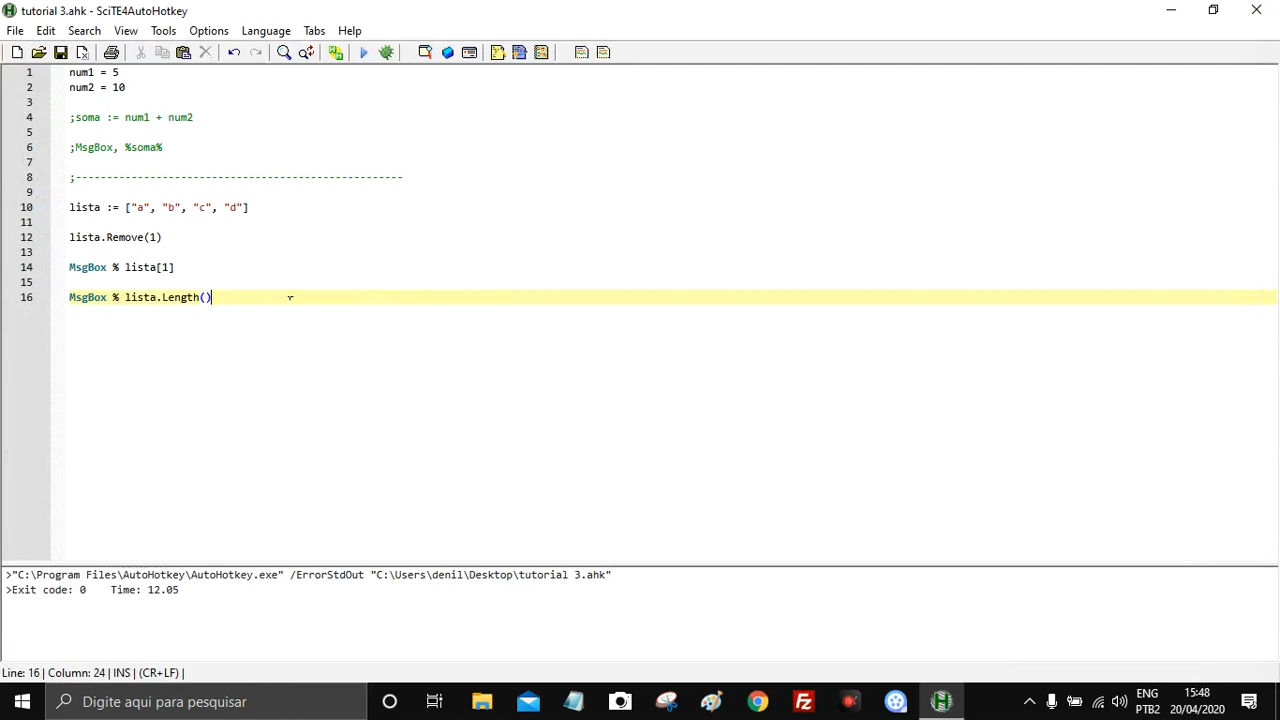 tutorial 3.ahk - SciTE4AutoHotkey
File Edit Search View Tools Options Language Tabs Help
1 num1 = 5
2 num2 = 10
3
4 ;soma := num1 + num2
5
6 ;MsgBox, %soma%
7
8 ;-----------------------------------------------------
9
10 lista := ["a", "b", "c", "d"]
11
12 lista.Remove(1)
13
14 MsgBox % lista[1]
15
16 MsgBox % lista.Length()
>"C:\Program Files\AutoHotkey\AutoHotkey.exe" /ErrorStdOut "C:\Users\denil\Desktop\tutorial 3.ahk"
>Exit code: 0 Time: 12.05
Line: 16 | Column: 24 | INS | (CR+LF) |
Digite aqui para pesquisar
ENG
PTB2
15:48
20/04/2020